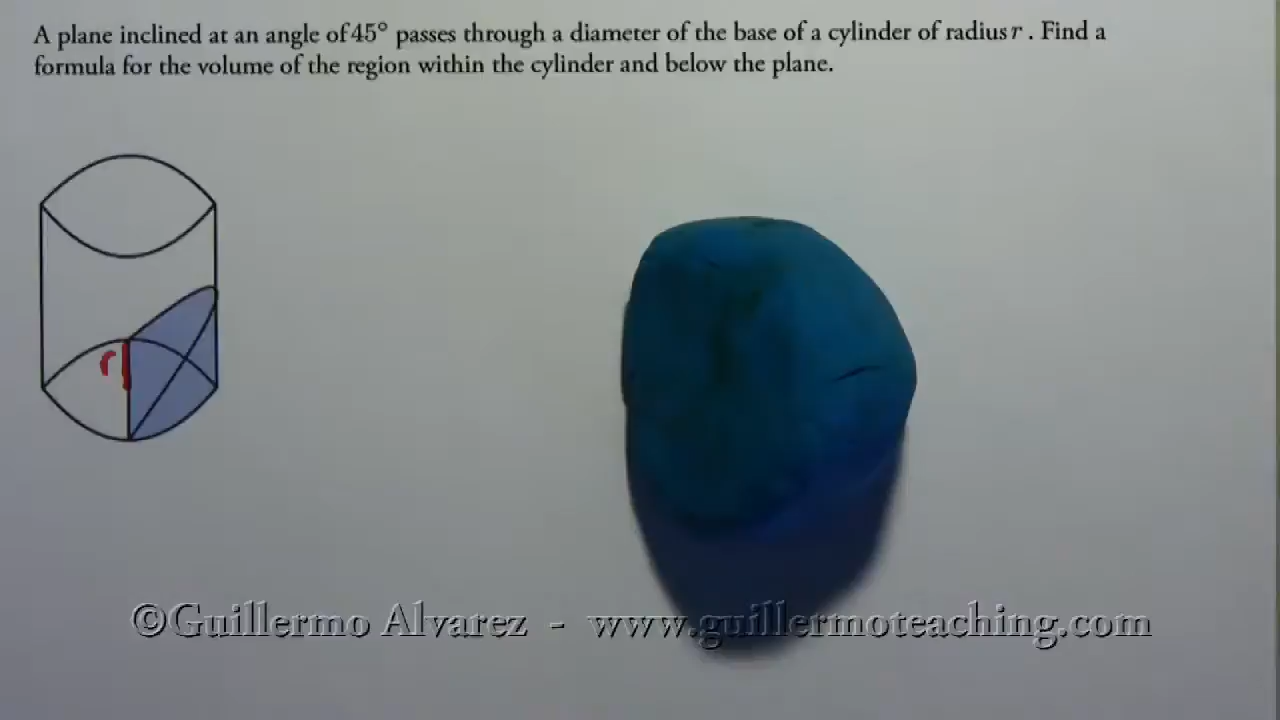 A plane inclined at an angle of 45° passes through a diameter of the base of a cylinder of radius r . Find a
formula for the volume of the region within the cylinder and below the plane.
r
©Guillermo Alvarez - www.guillermoteaching.com